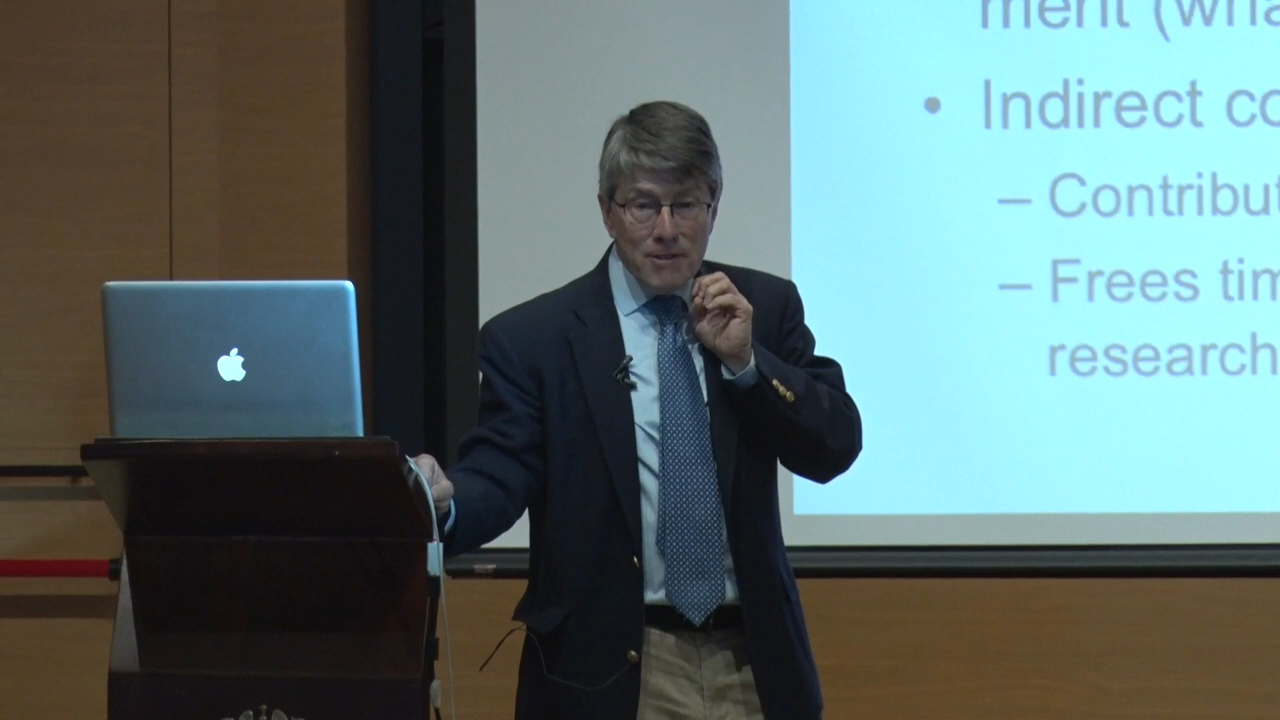 ment (wha
• Indirect co
– Contribut
– Frees tim
research